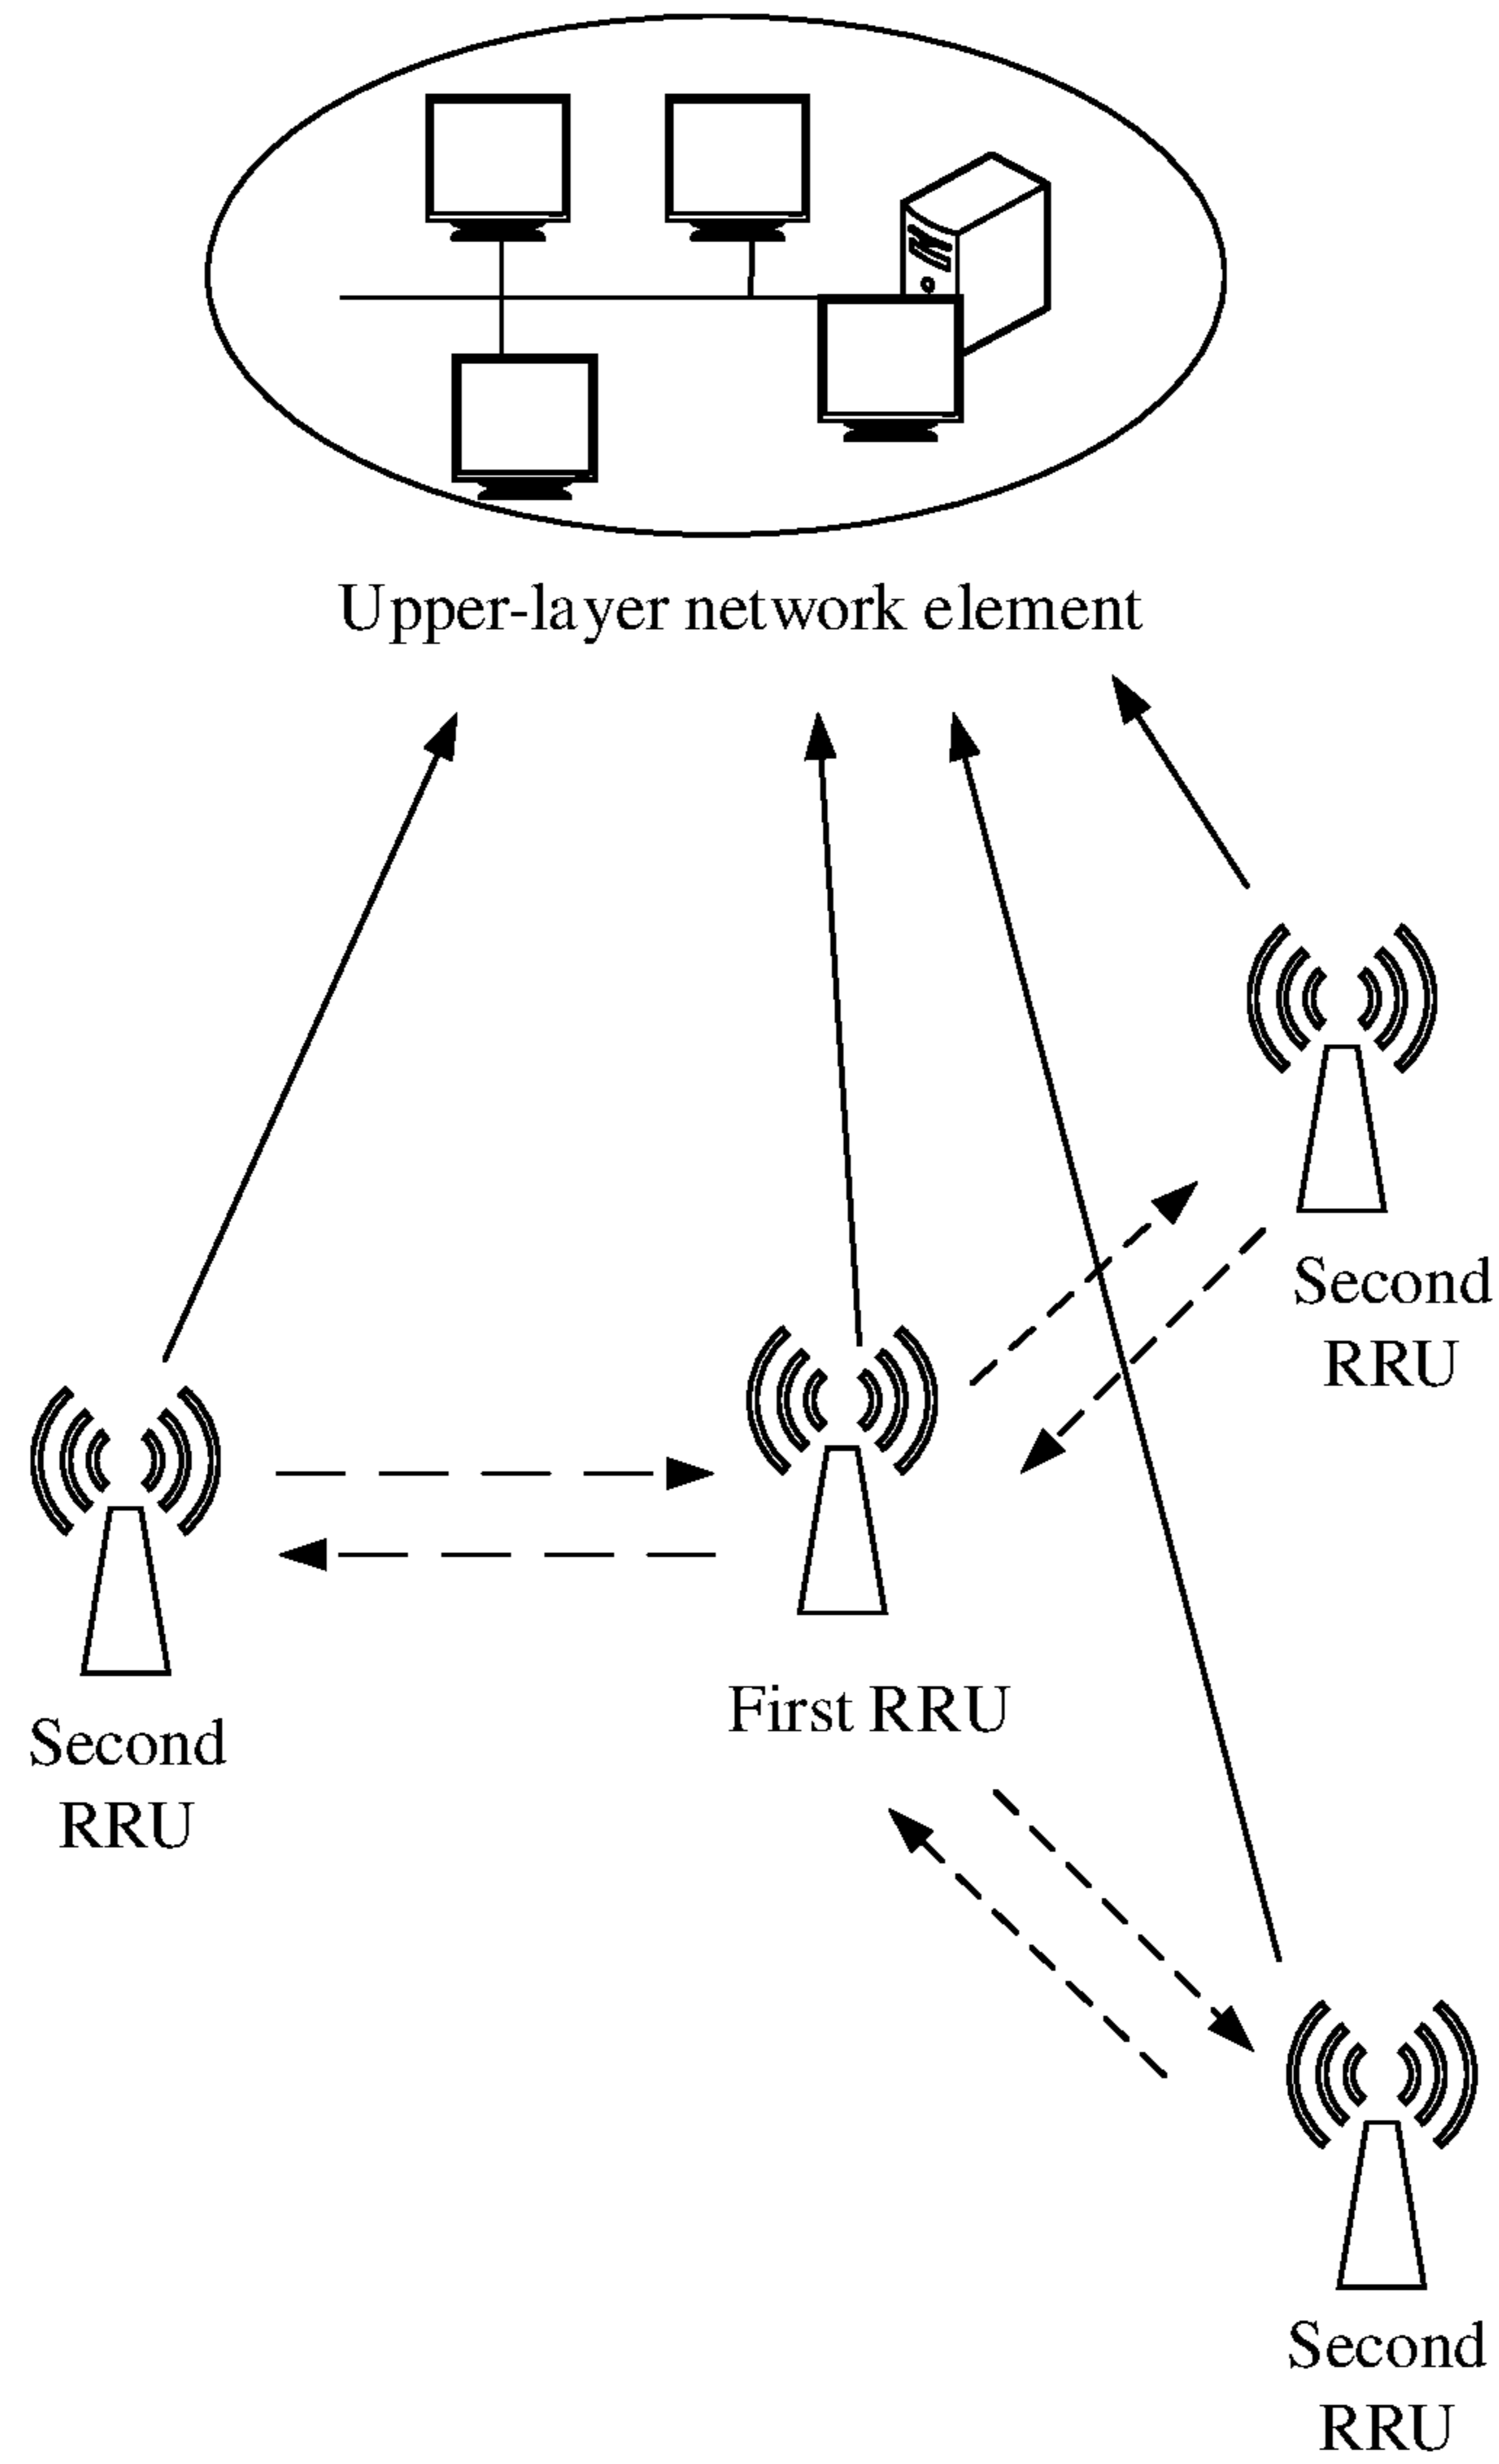 Upper-layer network element
Second
RRU
First RRU
Second
RRU
Second
RRU